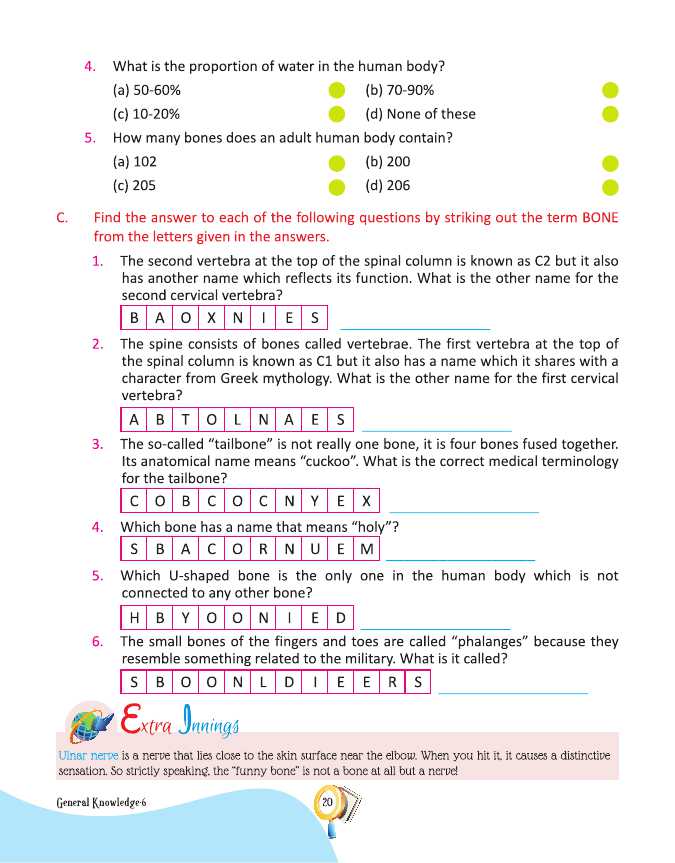 4. What is the proportion of water in the human body?
(a) 50-60% (b) 70-90%
(c) 10-20% (d) None of these
5. How many bones does an adult human body contain?
(a) 102 (b) 200
(c) 205 (d) 206
C. Find the answer to each of the following questions by striking out the term BONE
from the letters given in the answers.
1. The second vertebra at the top of the spinal column is known as C2 but it also
has another name which reflects its function. What is the other name for the
second cervical vertebra?
B A O X N I E S
2. The spine consists of bones called vertebrae. The first vertebra at the top of
the spinal column is known as C1 but it also has a name which it shares with a
character from Greek mythology. What is the other name for the first cervical
vertebra?
A B T O L N A E S
3. The so-called “tailbone” is not really one bone, it is four bones fused together.
Its anatomical name means “cuckoo”. What is the correct medical terminology
for the tailbone?
C O B C O C N Y E X
4. Which bone has a name that means “holy”?
S B A C O R N U E M
5. Which U-shaped bone is the only one in the human body which is not
connected to any other bone?
H B Y O O N I E D
6. The small bones of the fingers and toes are called “phalanges” because they
resemble something related to the military. What is it called?
S B O O N L D I E E R S
Extra Innings
Ulnar nerve is a nerve that lies close to the skin surface near the elbow. When you hit it, it causes a distinctive
sensation. So strictly speaking, the “funny bone” is not a bone at all but a nerve!
General Knowledge-6
20